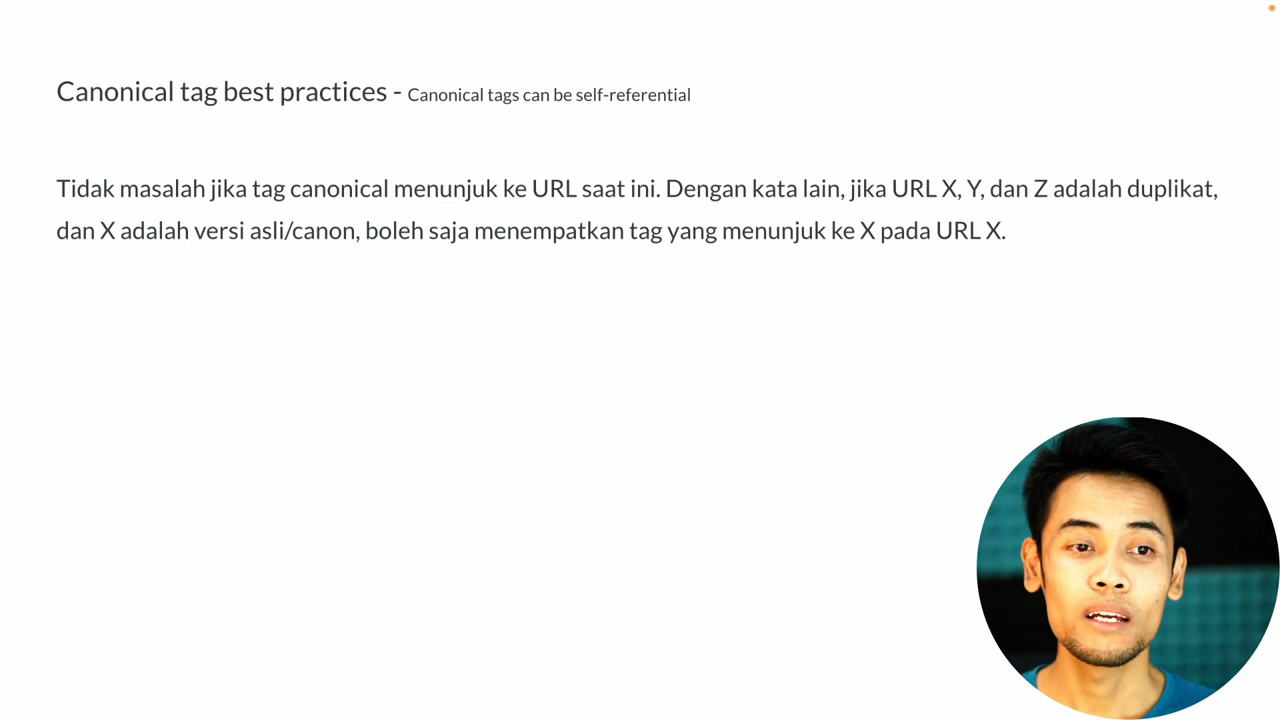 Canonical tag best practices - Canonical tags can be self-referential
Tidak masalah jika tag canonical menunjuk ke URL saat ini. Dengan kata lain, jika URL X, Y, dan Z adalah duplikat,
dan X adalah versi asli/canon, boleh saja menempatkan tag yang menunjuk ke X pada URL X.